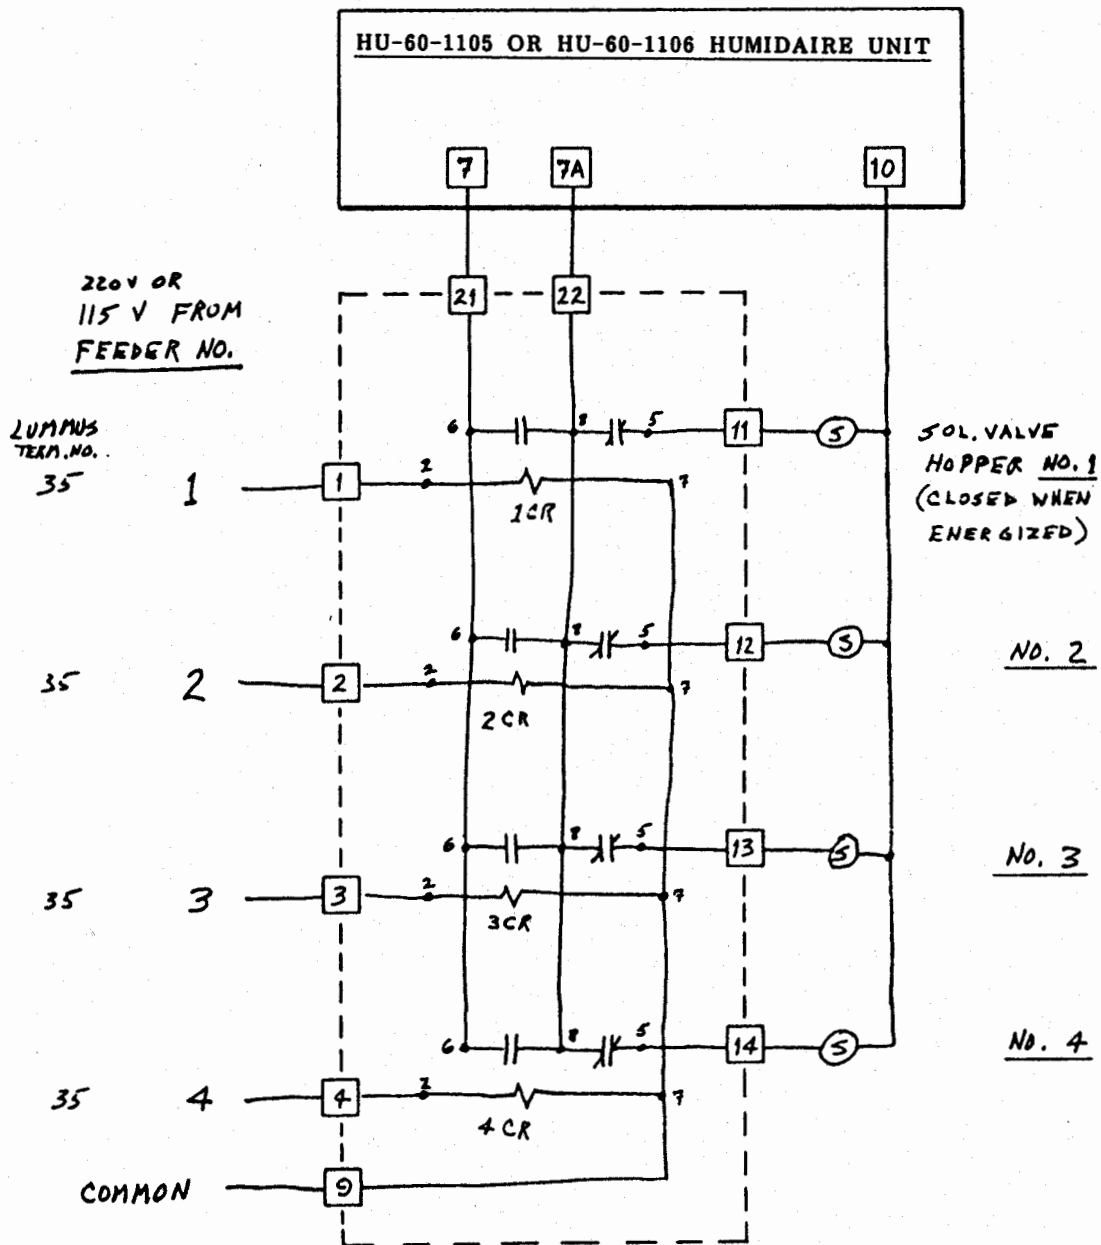 HU-60-1105 OR HU-60-1106 HUMIDAIRE UNIT
7 7A 10
220V OR
115 V FROM
FEEDER NO.
21 22
LUMMUS
TERM. NO.
6 8 5 11 S
SOL. VALVE
HOPPER NO. 1
(CLOSED WHEN
ENERGIZED)
35 1 1 2 7
1CR
6 8 5 12 S NO. 2
35 2 2 2 7
2CR
6 8 5 13 S NO. 3
35 3 3 2 7
3CR
6 8 5 14 S NO. 4
35 4 4 2 7
4CR
COMMON 9